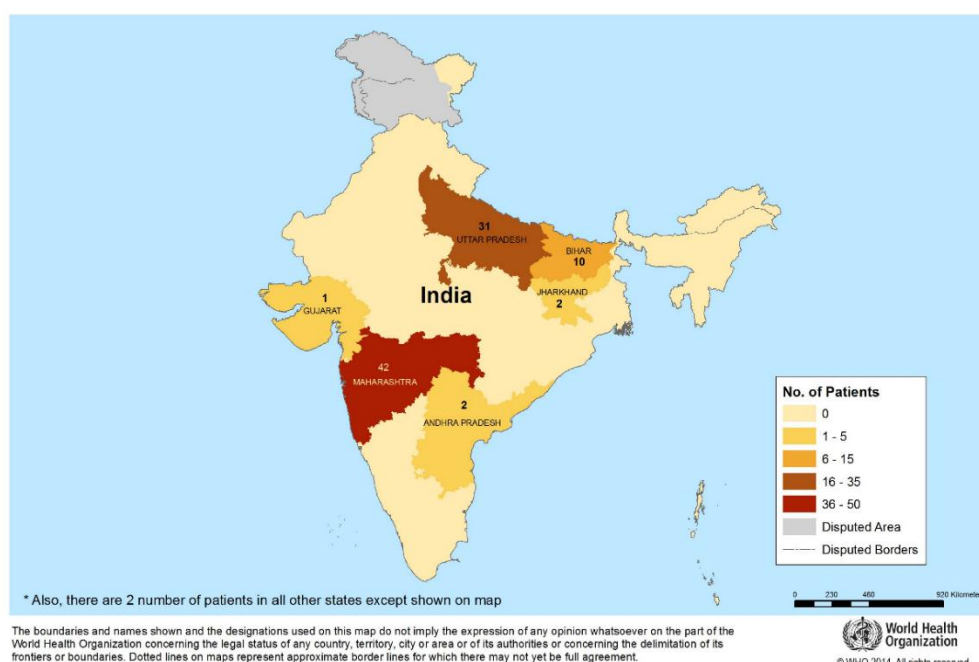 31
UTTAR PRADESH
BIHAR
10
India
JHARKHAND
2
1
GUJARAT
42
MAHARASHTRA
2
ANDHRA PRADESH
No. of Patients
0
1 - 5
6 - 15
16 - 35
36 - 50
Disputed Area
Disputed Borders
* Also, there are 2 number of patients in all other states except shown on map
0 230 460 920 Kilomete
The boundaries and names shown and the designations used on this map do not imply the expression of any opinion whatsoever on the part of the
World Health Organization concerning the legal status of any country, territory, city or area or of its authorities or concerning the delimitation of its
frontiers or boundaries. Dotted lines on maps represent approximate border lines for which there may not yet be full agreement.
World Health
Organization
© WHO 2014. All rights reserved